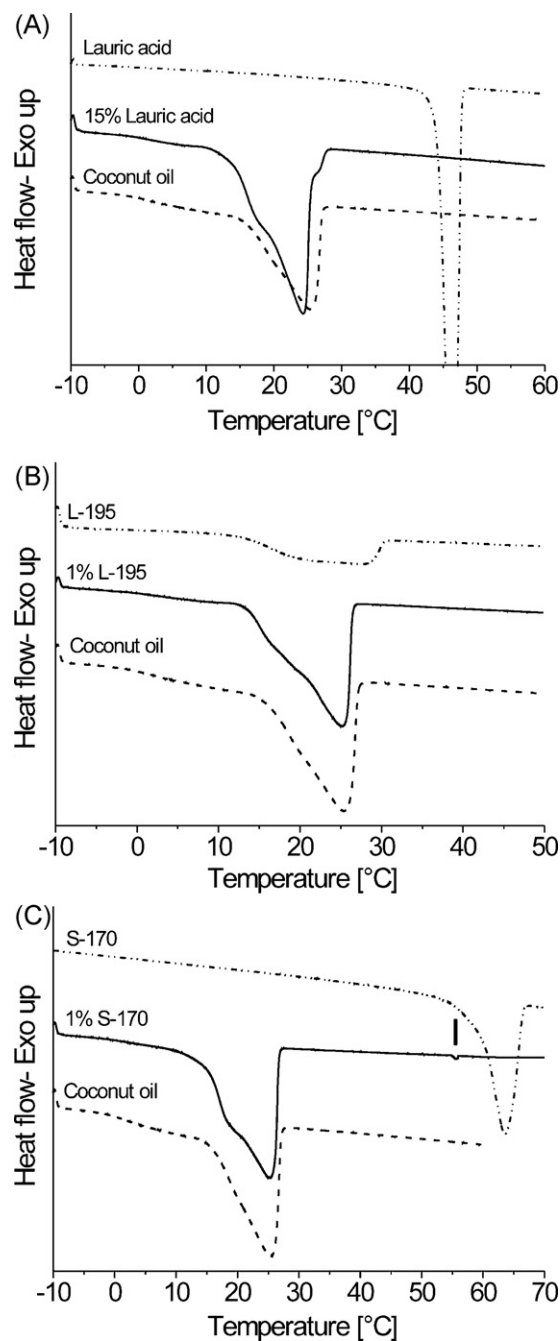 (A)
Lauric acid
15% Lauric acid
Coconut oil
Heat flow- Exo up
-10 0 10 20 30 40 50 60
Temperature [°C]
(B)
L-195
1% L-195
Coconut oil
Heat flow- Exo up
-10 0 10 20 30 40 50
Temperature [°C]
(C)
S-170
1% S-170
Coconut oil
Heat flow- Exo up
-10 0 10 20 30 40 50 60 70
Temperature [°C]